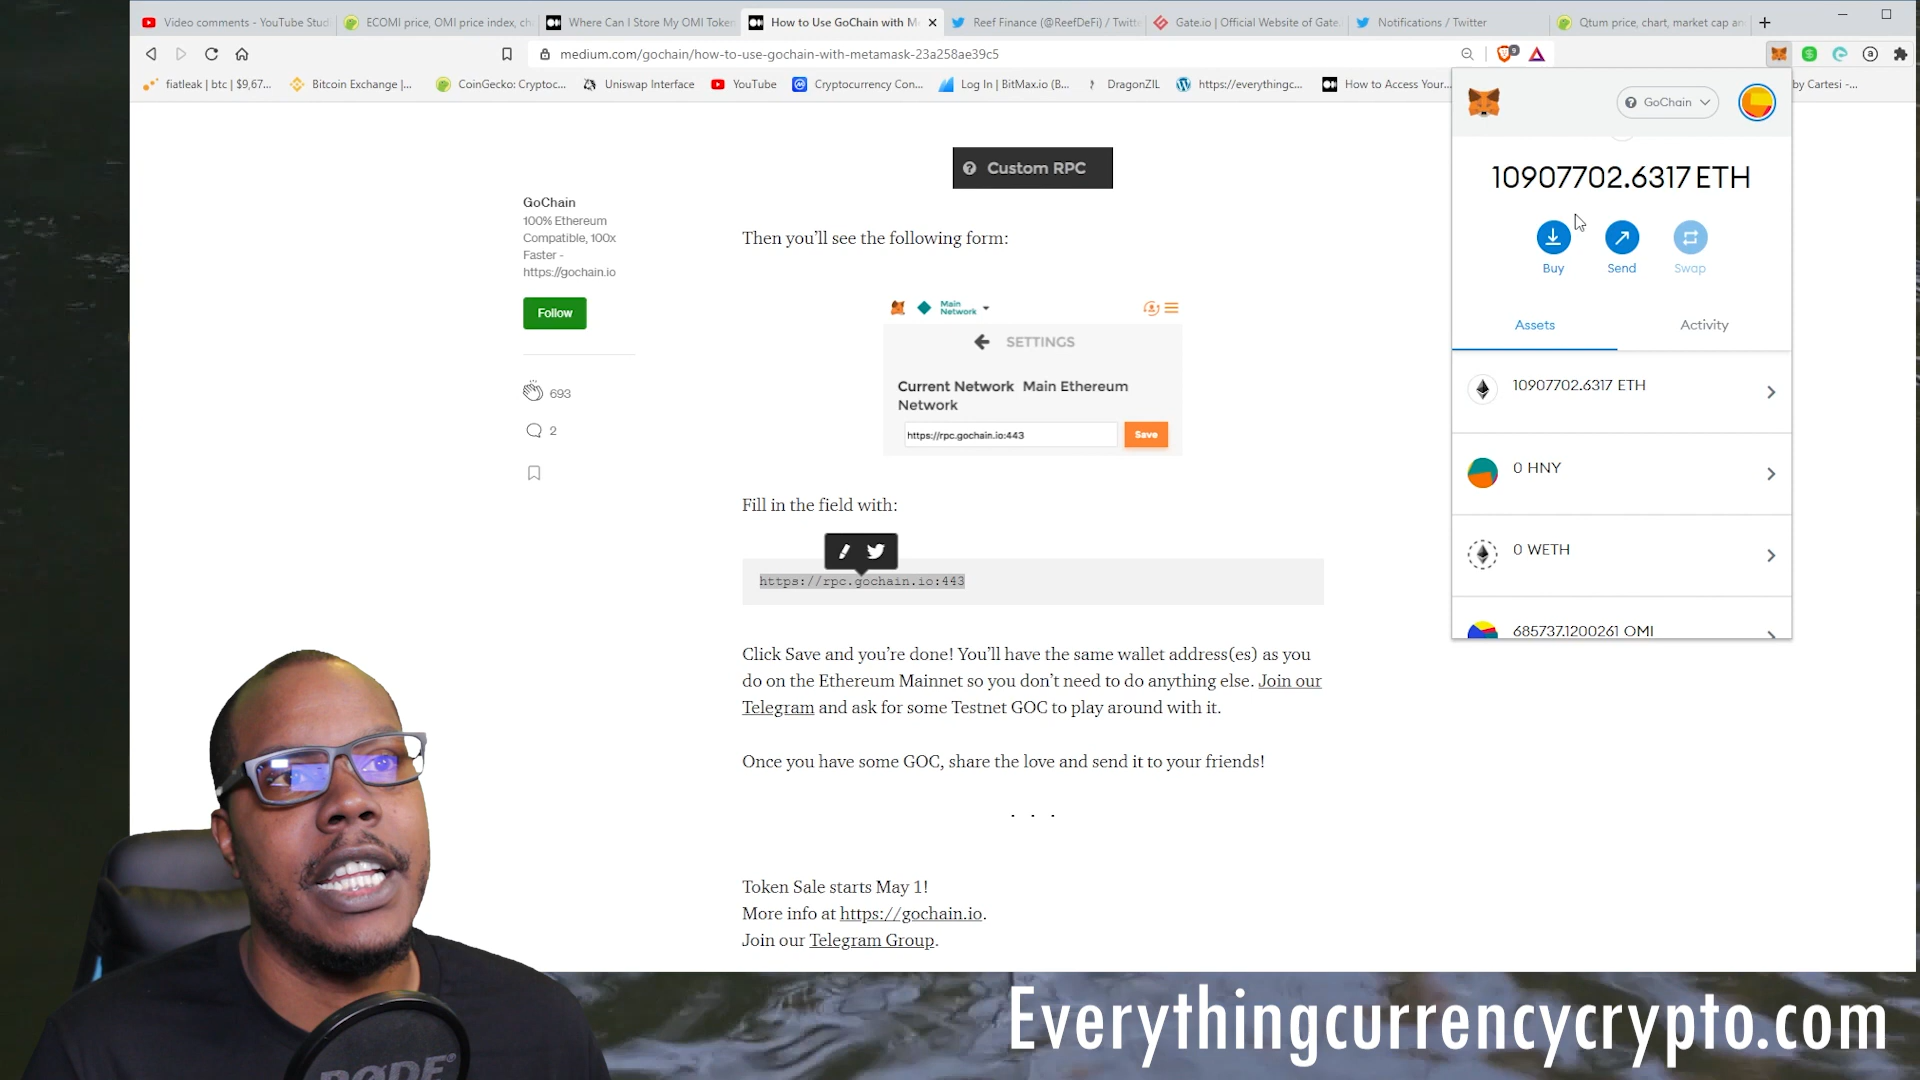 Video comments - YouTube Stud
ECOMI price, OMI price index, ch
Where Can I Store My OMI Token
How to Use GoChain with M
Reef Finance (@ReefDeFi) / Twitt
Gate.io | Official Website of Gate.
Notifications / Twitter
Qtum price, chart, market cap an
medium.com/gochain/how-to-use-gochain-with-metamask-23a258ae39c5
9
fiatleak | btc | $9,67...
Bitcoin Exchange |...
CoinGecko: Cryptoc...
Uniswap Interface
YouTube
Cryptocurrency Con...
Log In | BitMax.io (B...
DragonZIL
https://everythingc...
How to Access Your...
by Cartesi -...
GoChain
10907702.6317 ETH
Buy
Send
Swap
Assets
Activity
10907702.6317 ETH
0 HNY
0 WETH
685737.1200261 OMI
GoChain
100% Ethereum
Compatible, 100x
Faster -
https://gochain.io
Follow
693
2
Custom RPC
Then you'll see the following form:
Main
Network
SETTINGS
Current Network Main Ethereum
Network
https://rpc.gochain.io:443
Save
Fill in the field with:
https://rpc.gochain.io:443
Click Save and you're done! You'll have the same wallet address(es) as you
do on the Ethereum Mainnet so you don't need to do anything else. Join our
Telegram and ask for some Testnet GOC to play around with it.
Once you have some GOC, share the love and send it to your friends!
. . .
Token Sale starts May 1!
More info at https://gochain.io.
Join our Telegram Group.
RØDE
Everythingcurrencycrypto.com